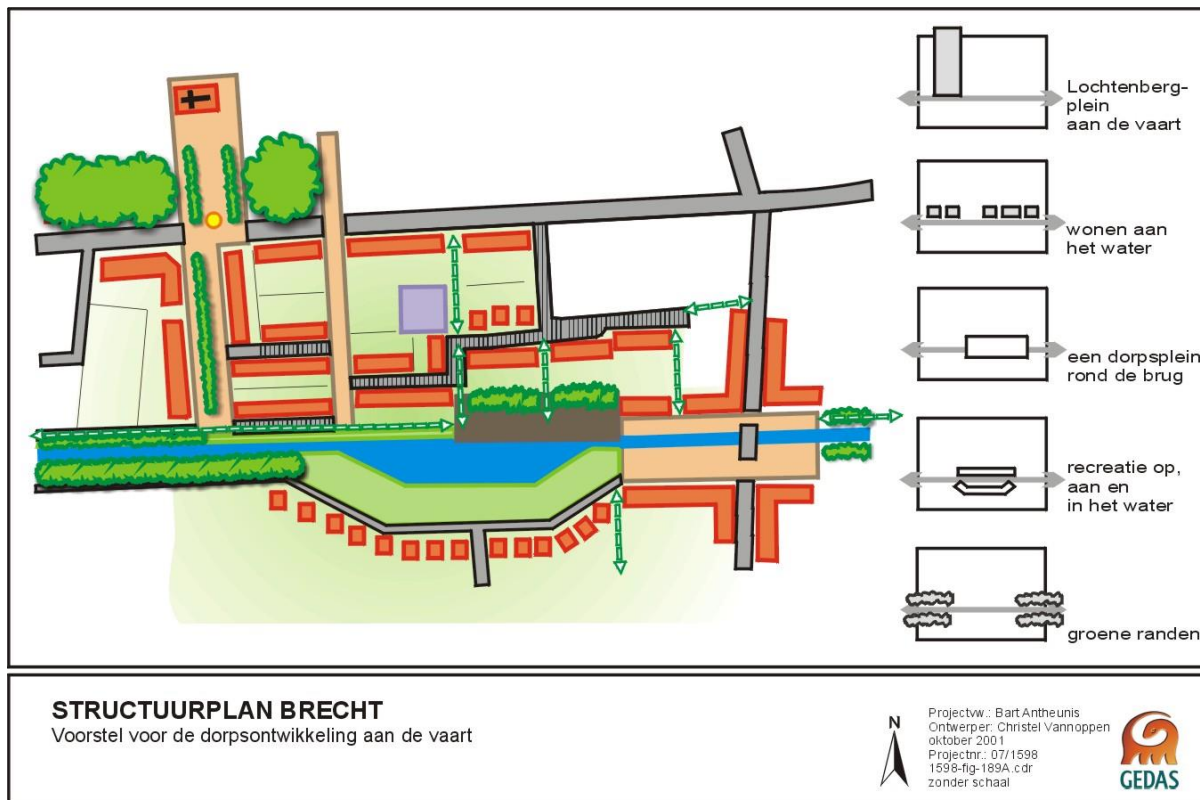 Lochtenberg-
plein
aan de vaart
wonen aan
het water
een dorpsplein
rond de brug
recreatie op,
aan en
in het water
groene randen
STRUCTUURPLAN BRECHT
Voorstel voor de dorpsontwikkeling aan de vaart
N
Projectvw.: Bart Antheunis
Ontwerper: Christel Vannoppen
oktober 2001
Projectnr.: 07/1598
1598-fig-189A.cdr
zonder schaal
GEDAS